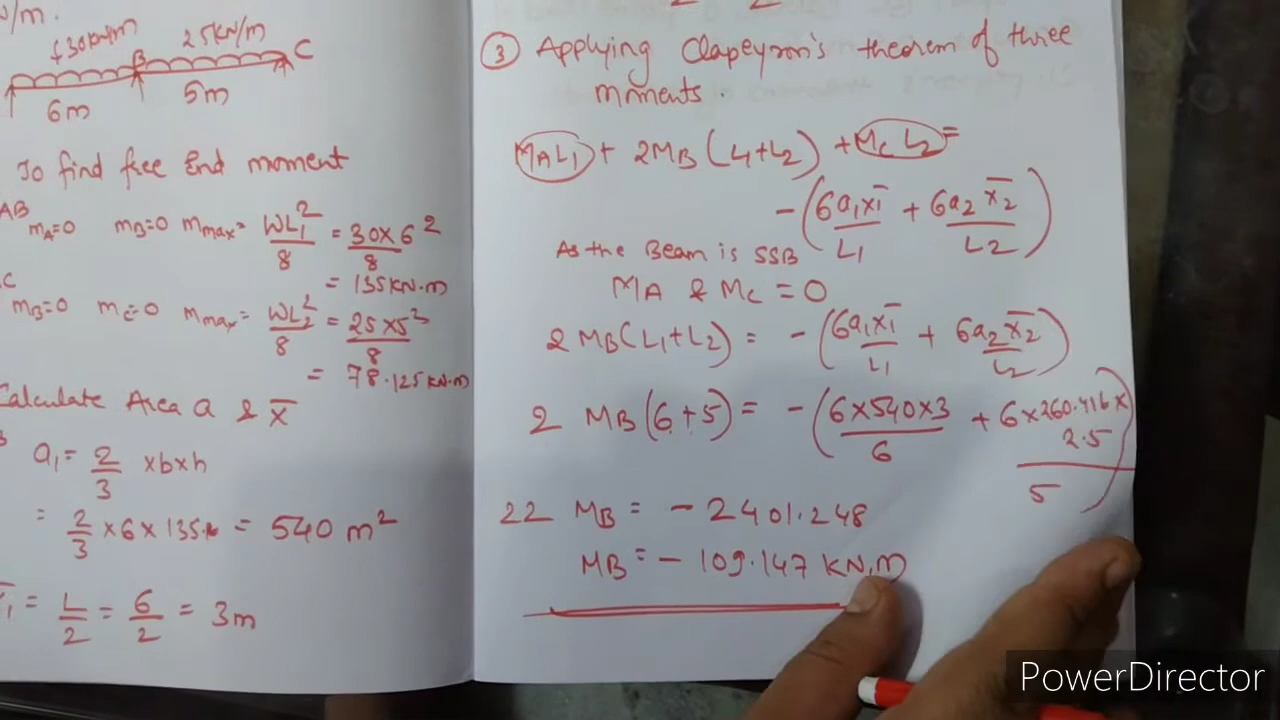 N/m.
30kN/m 25kN/m
B C
6m 5m
To find free End moment
AB
mA=0 mB=0 Mmax= WL1²/8 = 30×6²/8
= 135KN.m
C
mB=0 mC=0 Mmax= WL2²/8 = 25×5²/8
= 78.125KN.m
Calculate Area a & x̄
B
a1= 2/3 ×b×h
= 2/3 ×6×135 = 540 m²
x̄1 = L/2 = 6/2 = 3m
③ Applying Clapeyron's theorem of three
moments.
MAL1 + 2MB (L1+L2) + MC L2 =
-(6a1x̄1/L1 + 6a2x̄2/L2)
As the Beam is SSB
MA & MC = 0
2MB(L1+L2) = -(6a1x̄1/L1 + 6a2x̄2/L2)
2 MB(6+5) = -(6×540×3/6 + 6×260.416×2.5/5)
22 MB = -2401.248
MB = -109.147 KN.m
PowerDirector